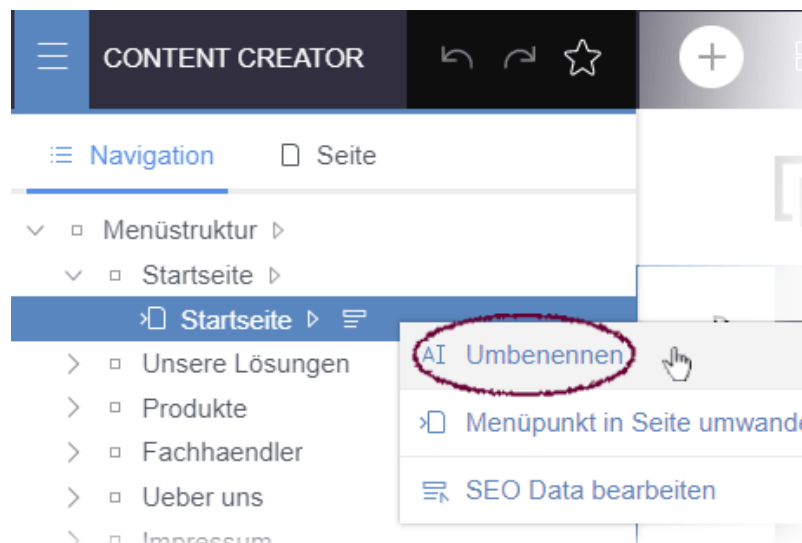 CONTENT CREATOR
Navigation Seite
Menüstruktur
Startseite
Startseite
Umbenennen
Unsere Lösungen
Produkte
Menüpunkt in Seite umwande
Fachhaendler
SEO Data bearbeiten
Ueber uns
Impressum